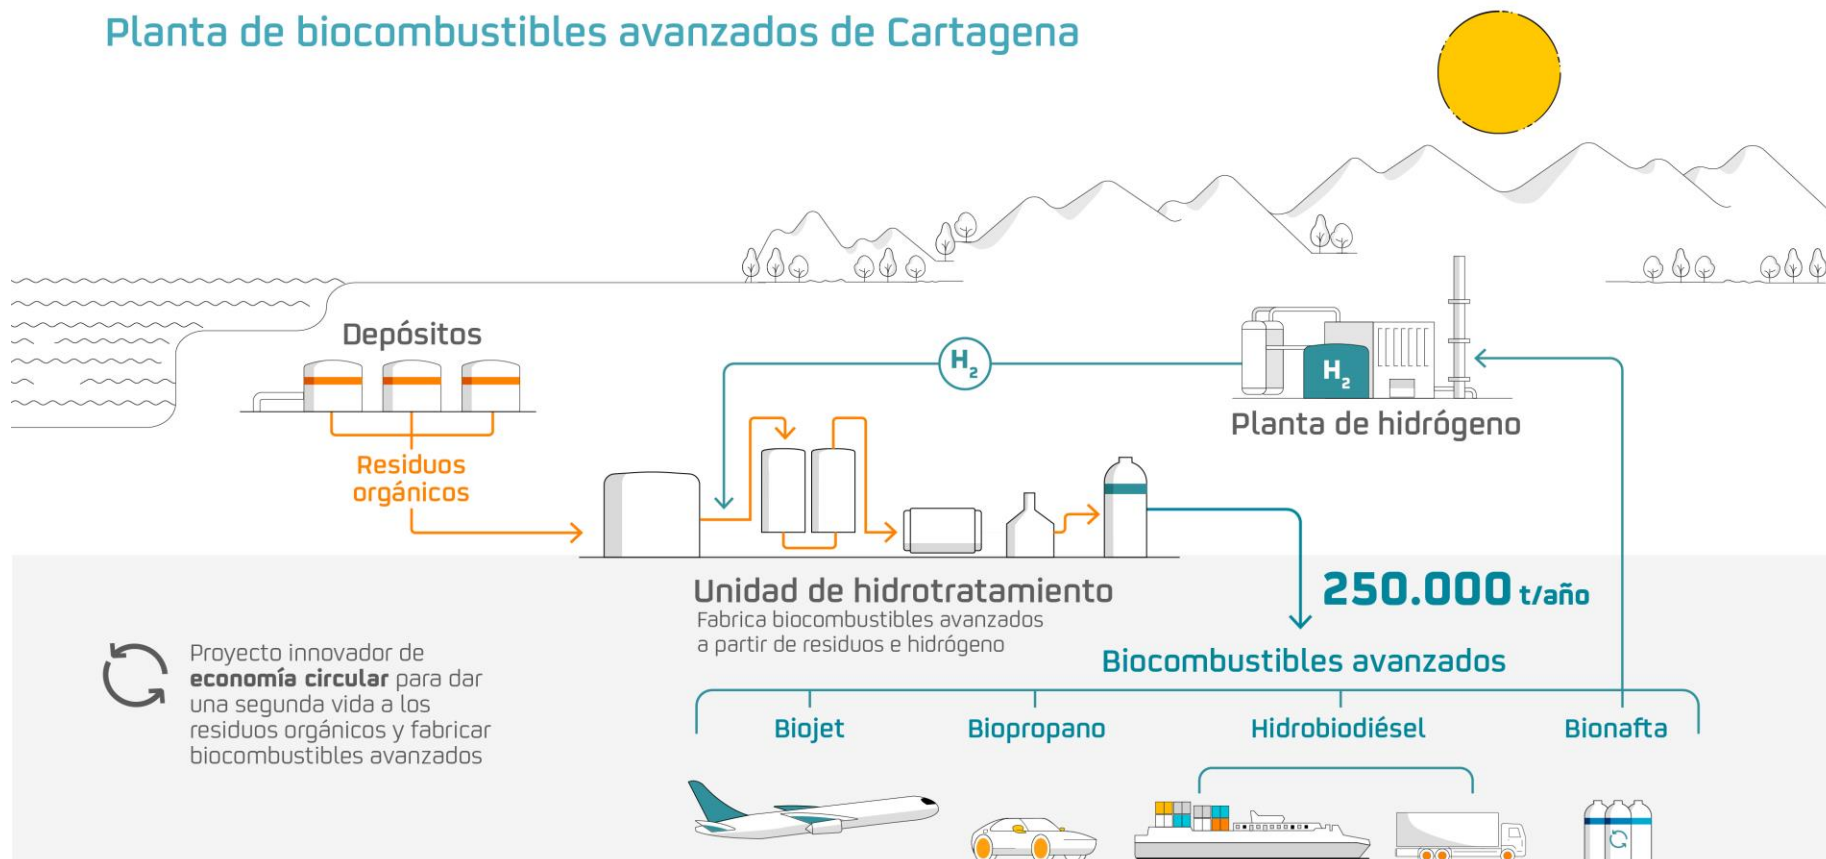 Planta de biocombustibles avanzados de Cartagena
Depósitos
H₂
H₂
Planta de hidrógeno
Residuos
orgánicos
Unidad de hidrotratamiento
Fabrica biocombustibles avanzados
a partir de residuos e hidrógeno
250.000 t/año
Proyecto innovador de
economía circular para dar
una segunda vida a los
residuos orgánicos y fabricar
biocombustibles avanzados
Biocombustibles avanzados
Biojet
Biopropano
Hidrobiodiésel
Bionafta